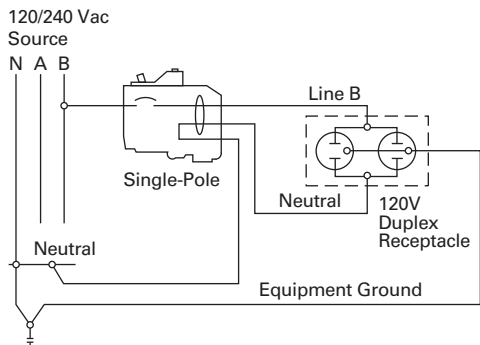 120/240 Vac
Source
N A B
Line B
Single-Pole
Neutral
120V
Duplex
Receptacle
Neutral
Equipment Ground